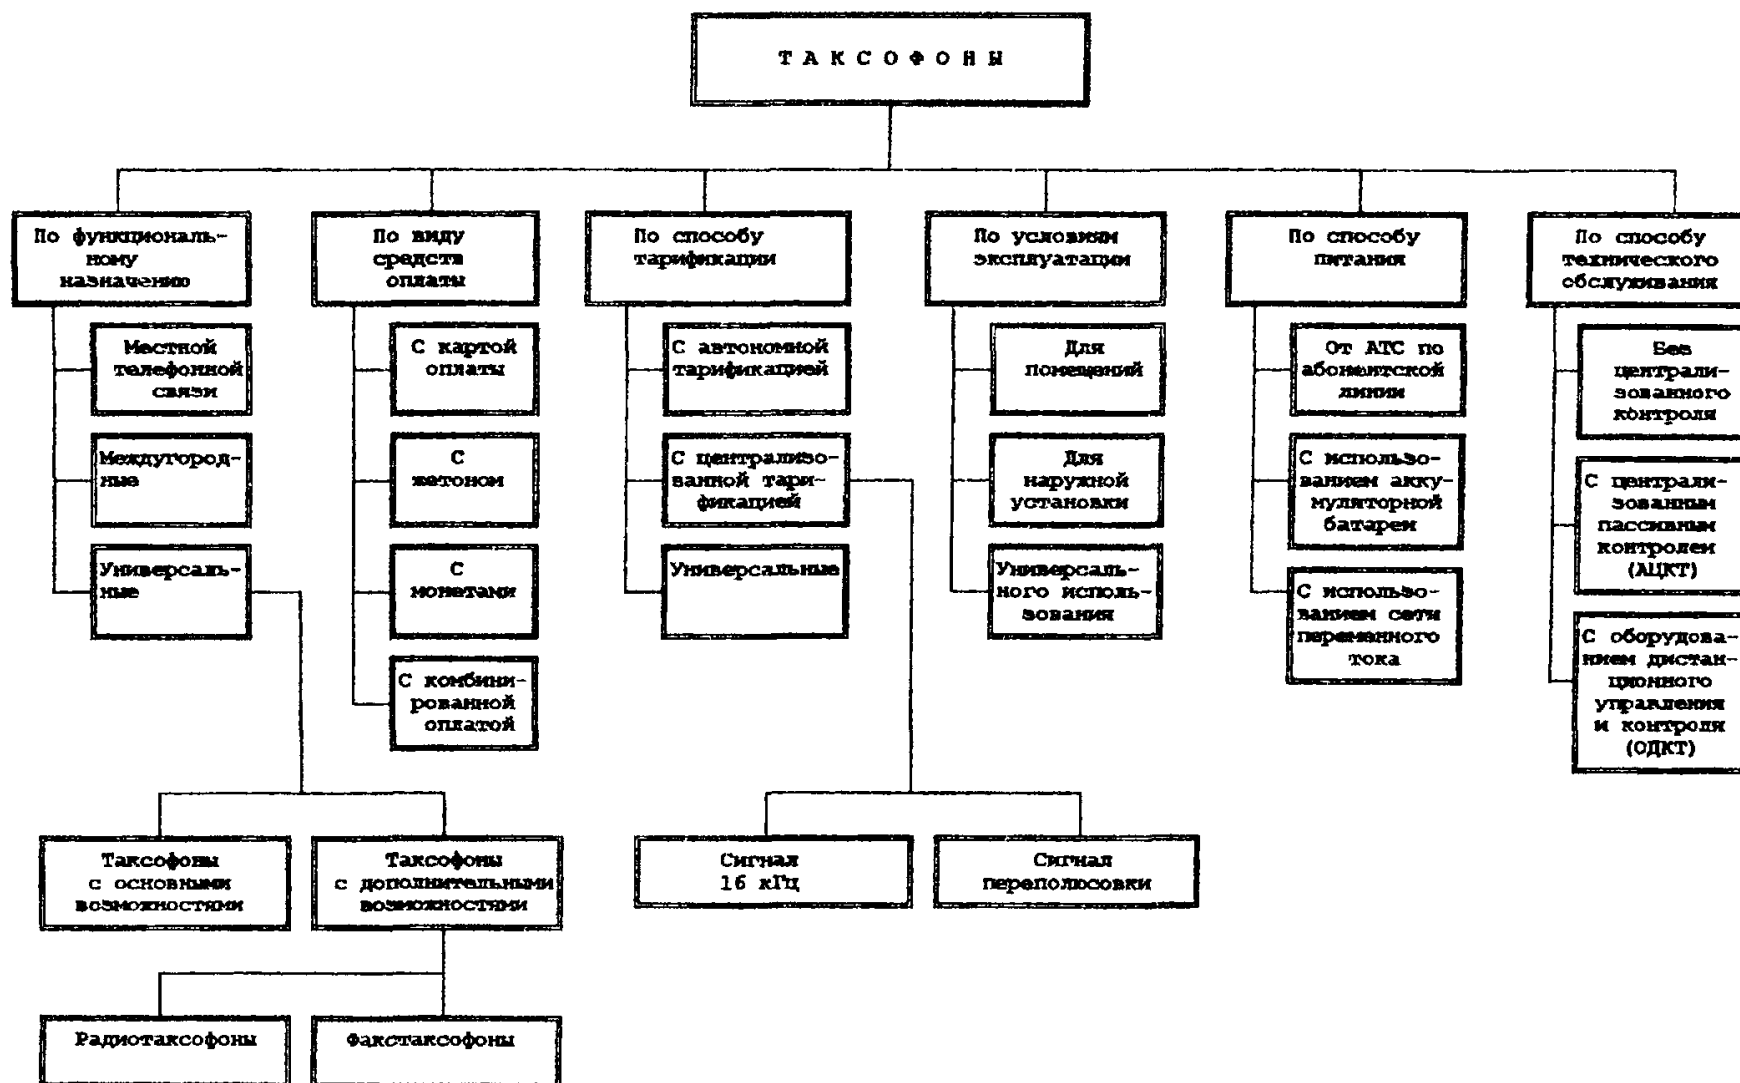 ТАКСОФОНЫ
По функциональ-
ному
назначению
Местной
телефонной
связи
Междугород-
ные
Универсаль-
ные
По виду
средств
оплаты
С картой
оплаты
С
жетоном
С
монетами
С комбини-
рованной
оплатой
По способу
тарификации
С автономной
тарификацией
С централизо-
ванной тари-
фикацией
Универсальные
По условиям
эксплуатации
Для
помещений
Для
наружной
установки
Универсаль-
ного исполь-
зования
По способу
питания
От АТС по
абонентской
линии
С использо-
ванием акку-
муляторной
батареи
С использо-
ванием сети
переменного
тока
По способу
технического
обслуживания
Без
централи-
зованного
контроля
С централи-
зованным
пассивным
контролем
(АЦКТ)
С оборудова-
нием дистан-
ционного
управления
и контроля
(ОДКТ)
Таксофоны
с основными
возможностями
Таксофоны
с дополнительными
возможностями
Сигнал
16 кГц
Сигнал
переполюсовки
Радиотаксофоны
Факстаксофоны